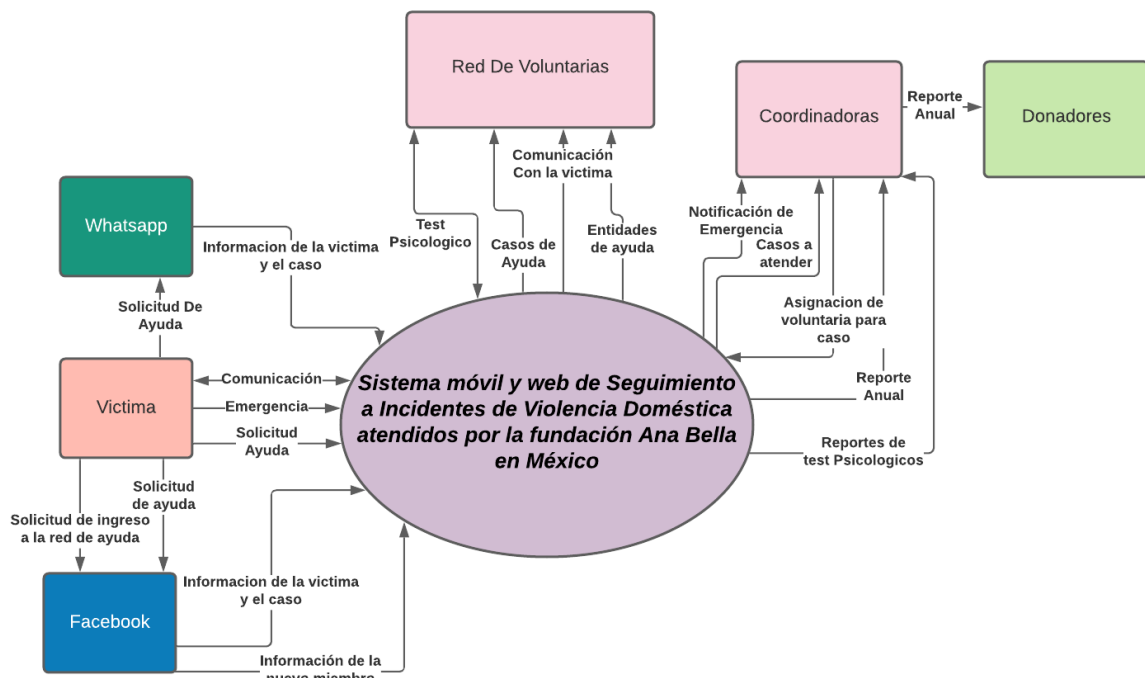 Red De Voluntarias
Coordinadoras
Reporte
Anual
Donadores
Whatsapp
Informacion de la victima
y el caso
Test
Psicologico
Casos de
Ayuda
Comunicación
Con la victima
Entidades
de ayuda
Notificación de
Emergencia
Casos a
atender
Asignacion de
voluntaria para
caso
Solicitud De
Ayuda
Victima
Comunicación
Emergencia
Solicitud
Ayuda
Sistema móvil y web de Seguimiento
a Incidentes de Violencia Doméstica
atendidos por la fundación Ana Bella
en México
Reporte
Anual
Reportes de
test Psicologicos
Solicitud
de ayuda
Solicitud de ingreso
a la red de ayuda
Facebook
Informacion de la victima
y el caso
Información de la
nuevo miembro